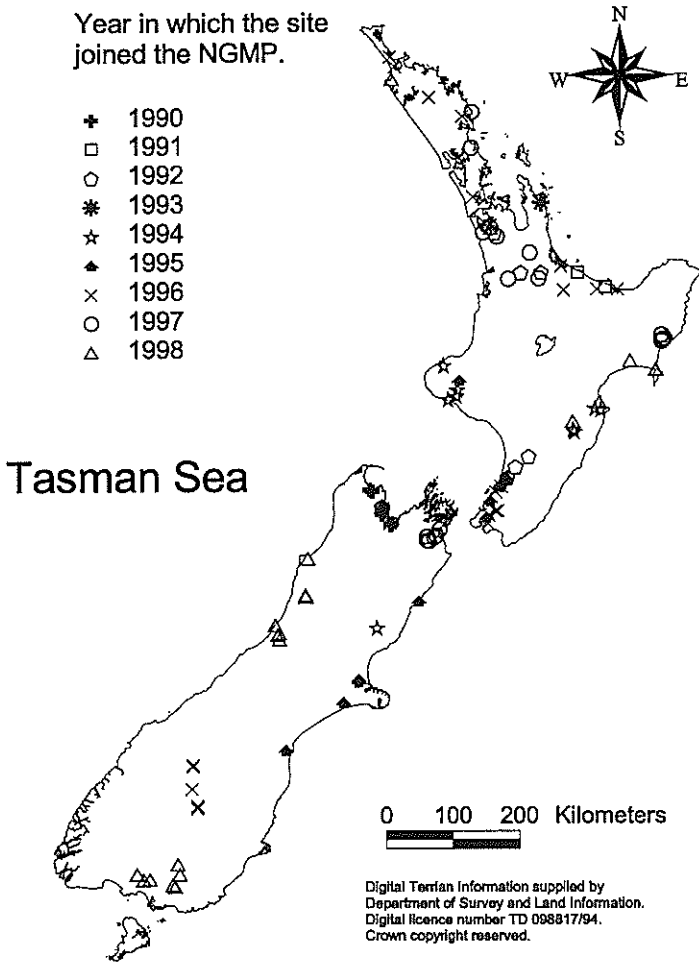 Year in which the site
joined the NGMP.
N
W E
S
1990
1991
1992
1993
1994
1995
1996
1997
1998
Tasman Sea
0 100 200 Kilometers
Digital Terrian Information supplied by
Department of Survey and Land Information.
Digital licence number TD 098817/94.
Crown copyright reserved.